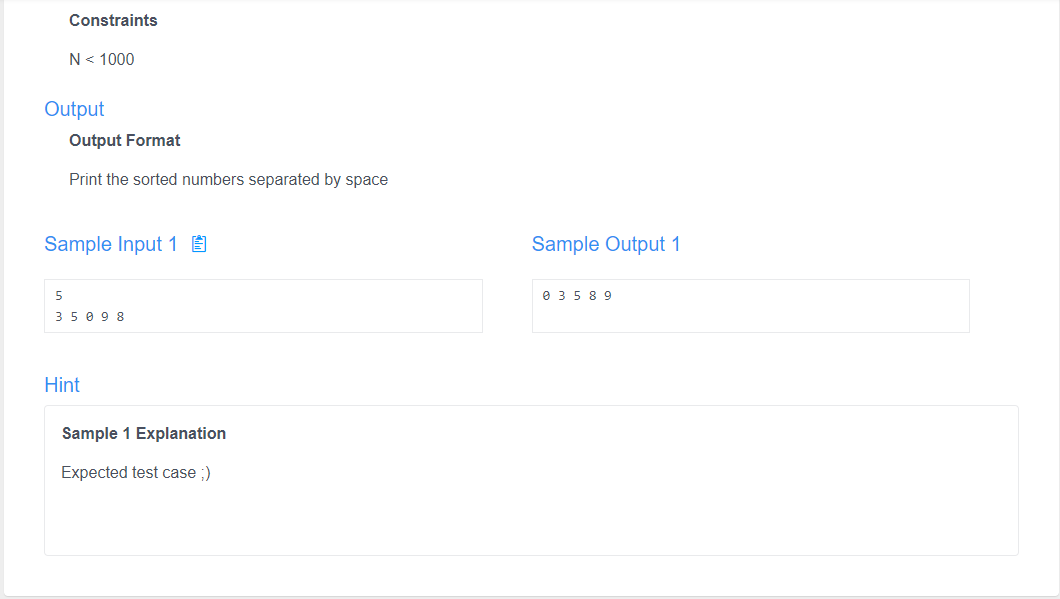 Constraints
N < 1000
Output
Output Format
Print the sorted numbers separated by space
Sample Input 1
5
3 5 0 9 8
Sample Output 1
0 3 5 8 9
Hint
Sample 1 Explanation
Expected test case ;)